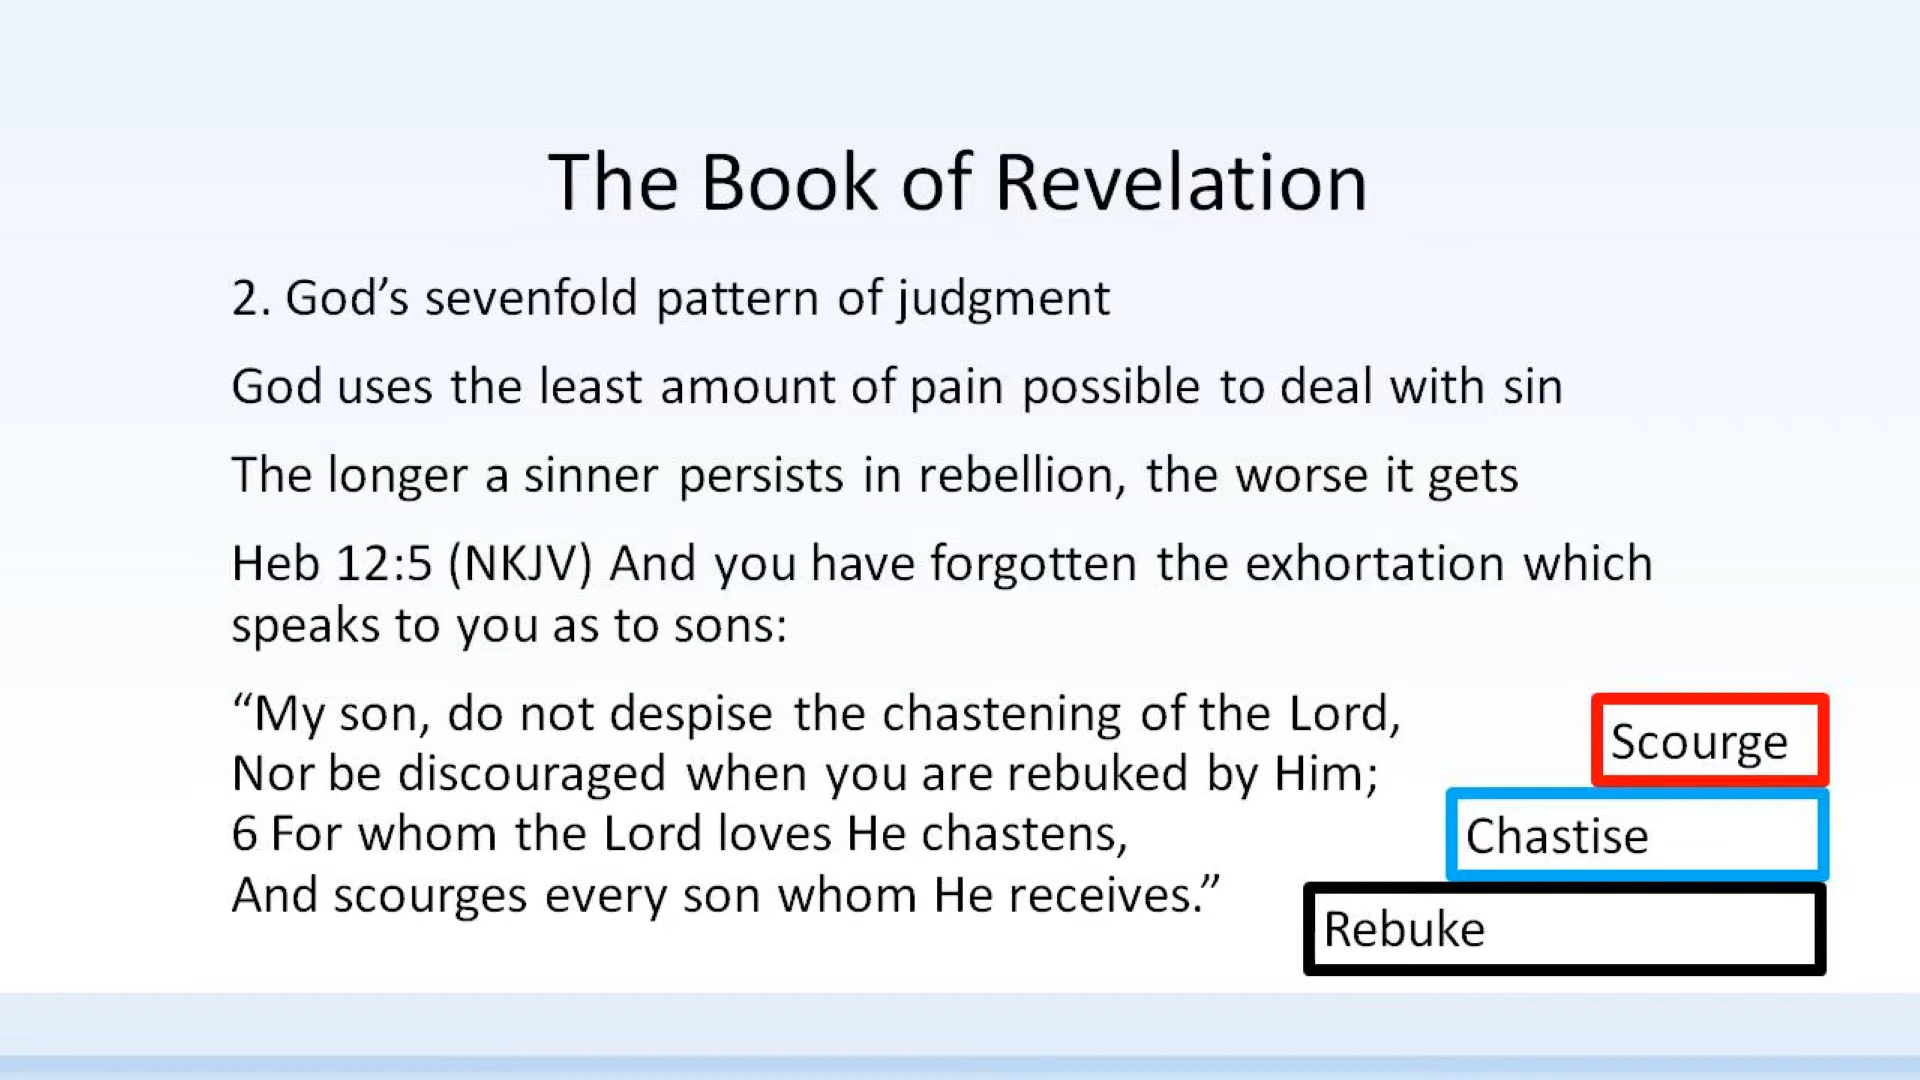 The Book of Revelation
2. God’s sevenfold pattern of judgment
God uses the least amount of pain possible to deal with sin
The longer a sinner persists in rebellion, the worse it gets
Heb 12:5 (NKJV) And you have forgotten the exhortation which
speaks to you as to sons:
“My son, do not despise the chastening of the Lord,
Nor be discouraged when you are rebuked by Him;
6 For whom the Lord loves He chastens,
And scourges every son whom He receives.”
Scourge
Chastise
Rebuke